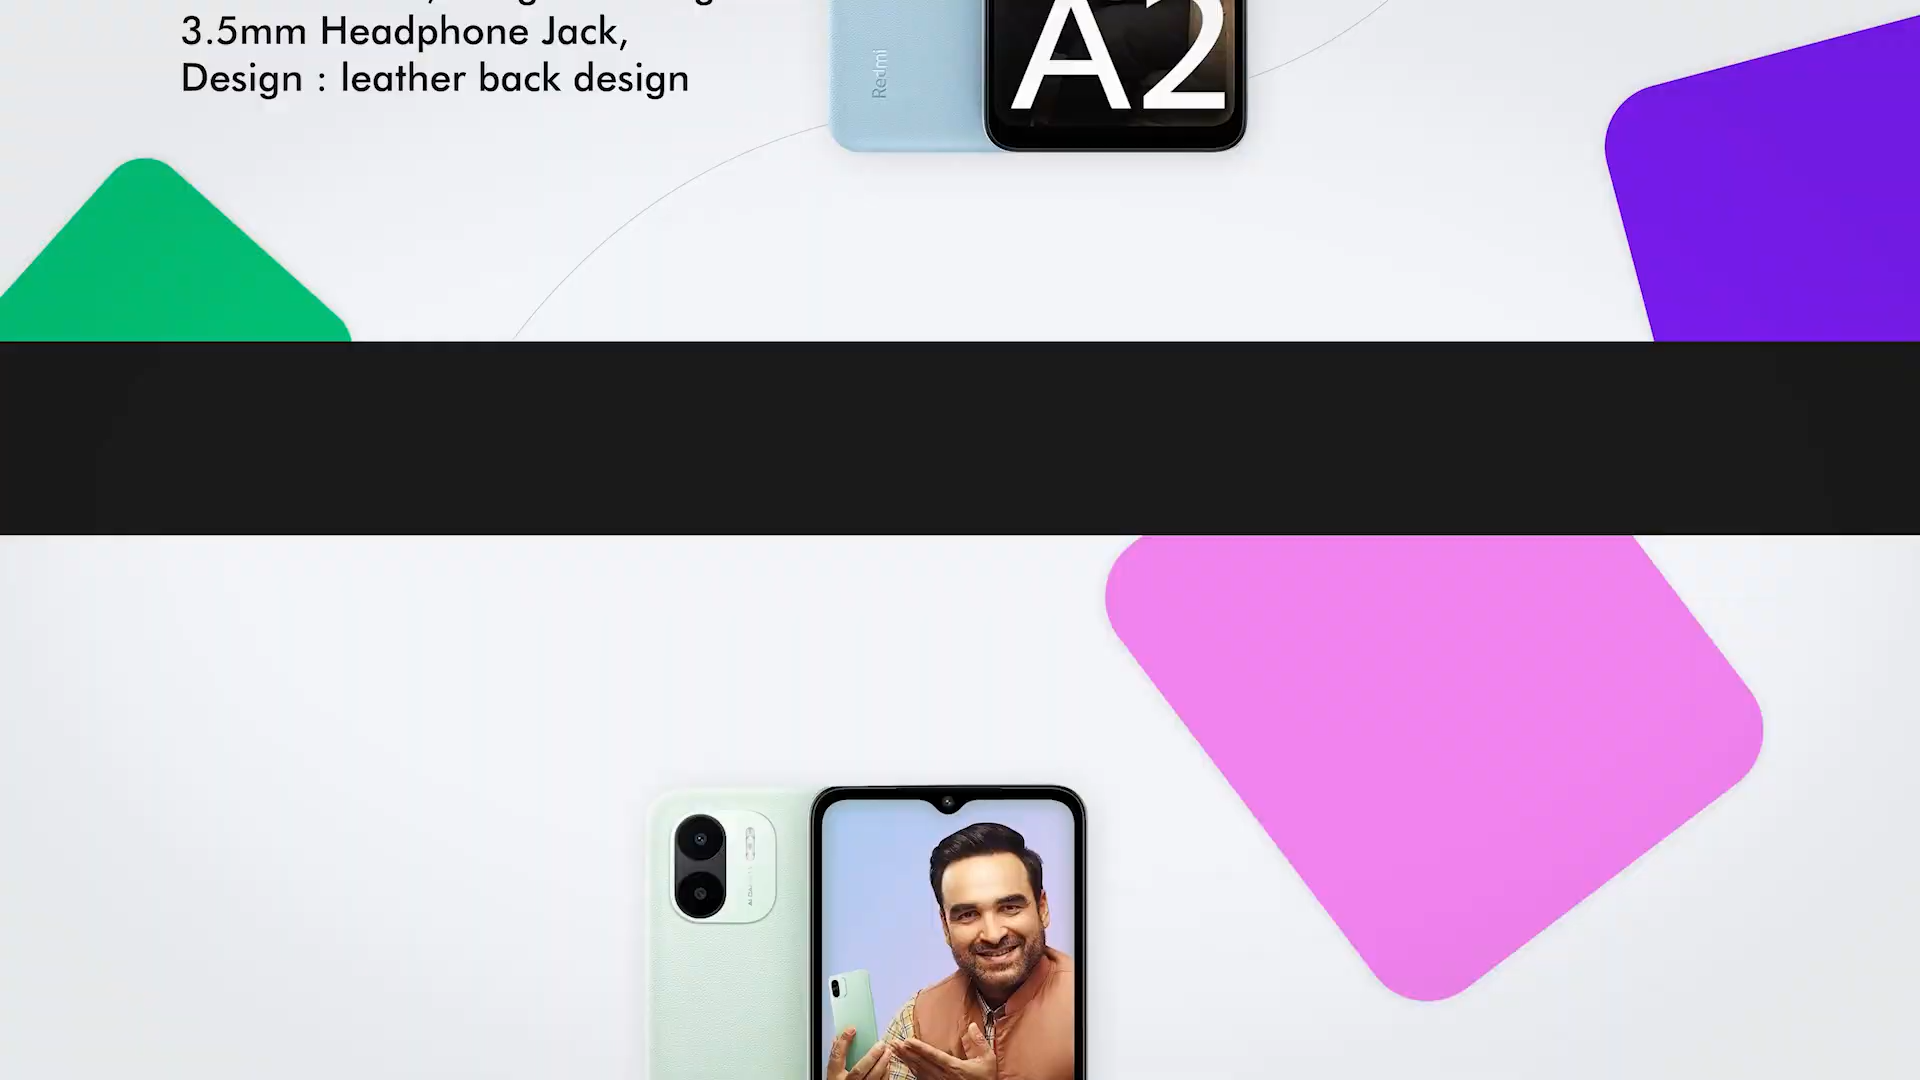 3.5mm Headphone Jack,
Design : leather back design
Redmi
A2